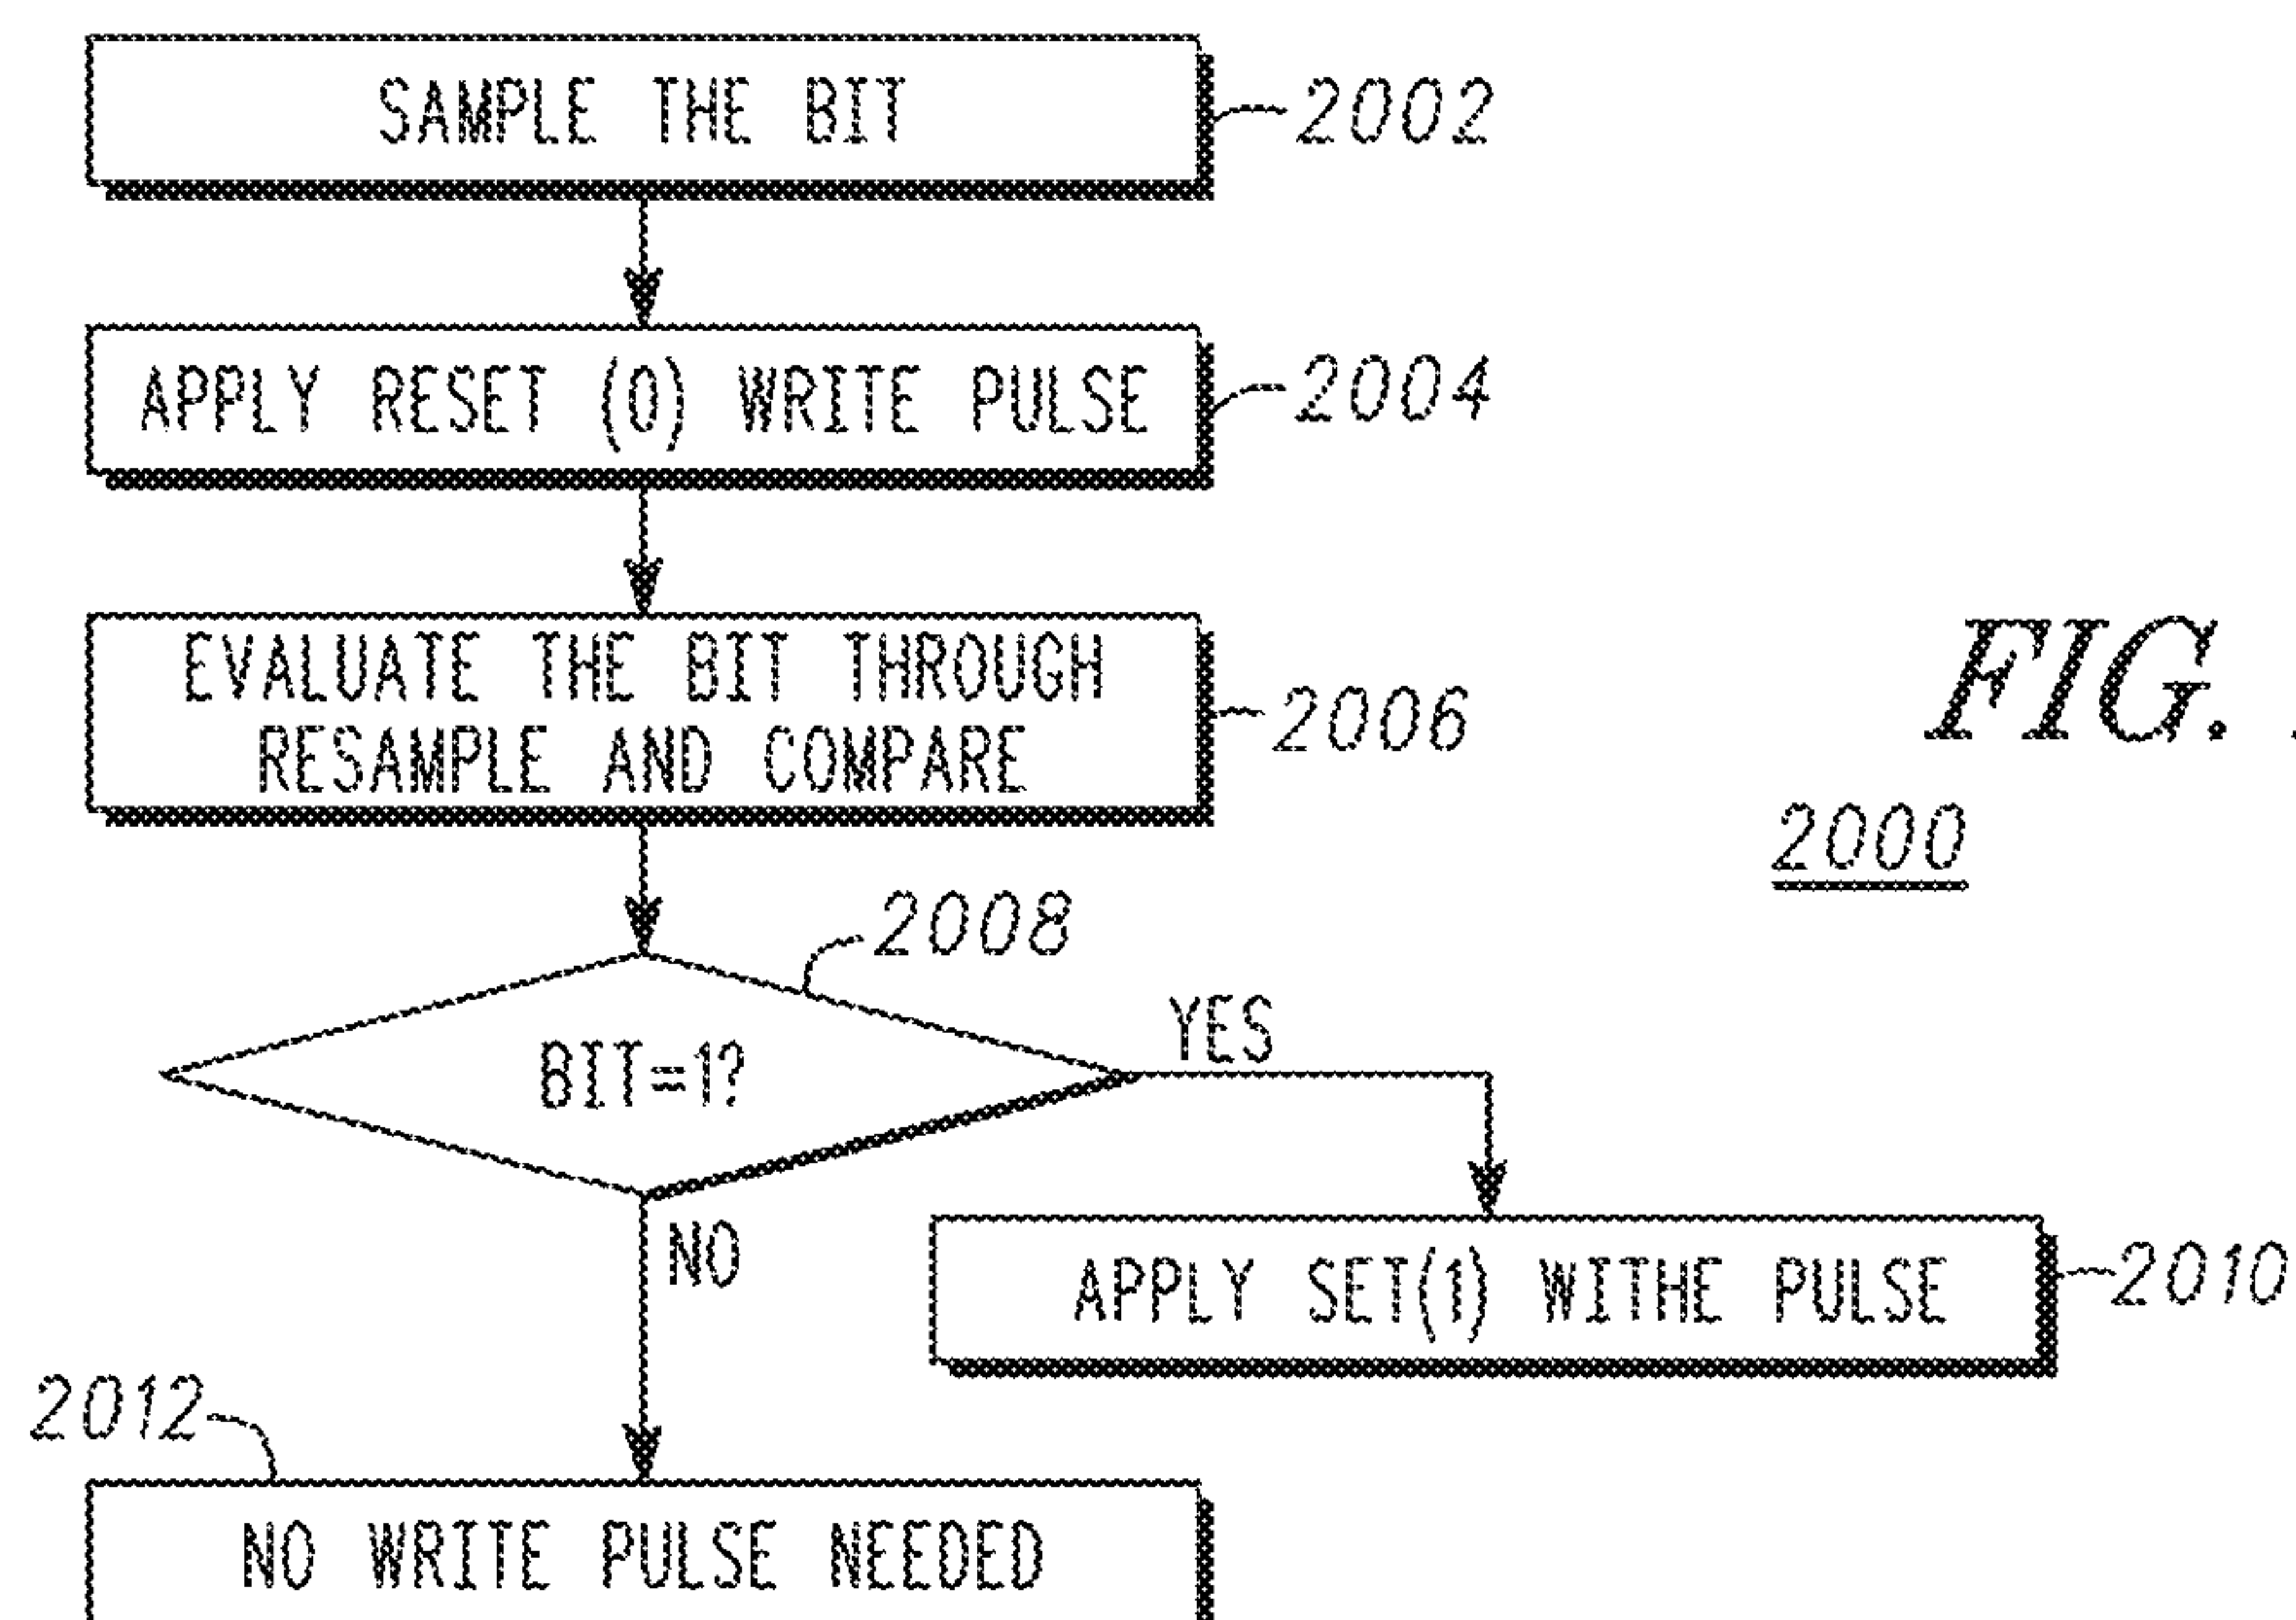 SAMPLE THE BIT
2002
APPLY RESET (0) WRITE PULSE
2004
EVALUATE THE BIT THROUGH
RESAMPLE AND COMPARE
2006
FIG.
2000
2008
BIT=1?
YES
NO
APPLY SET(1) WITHE PULSE
2010
2012
NO WRITE PULSE NEEDED